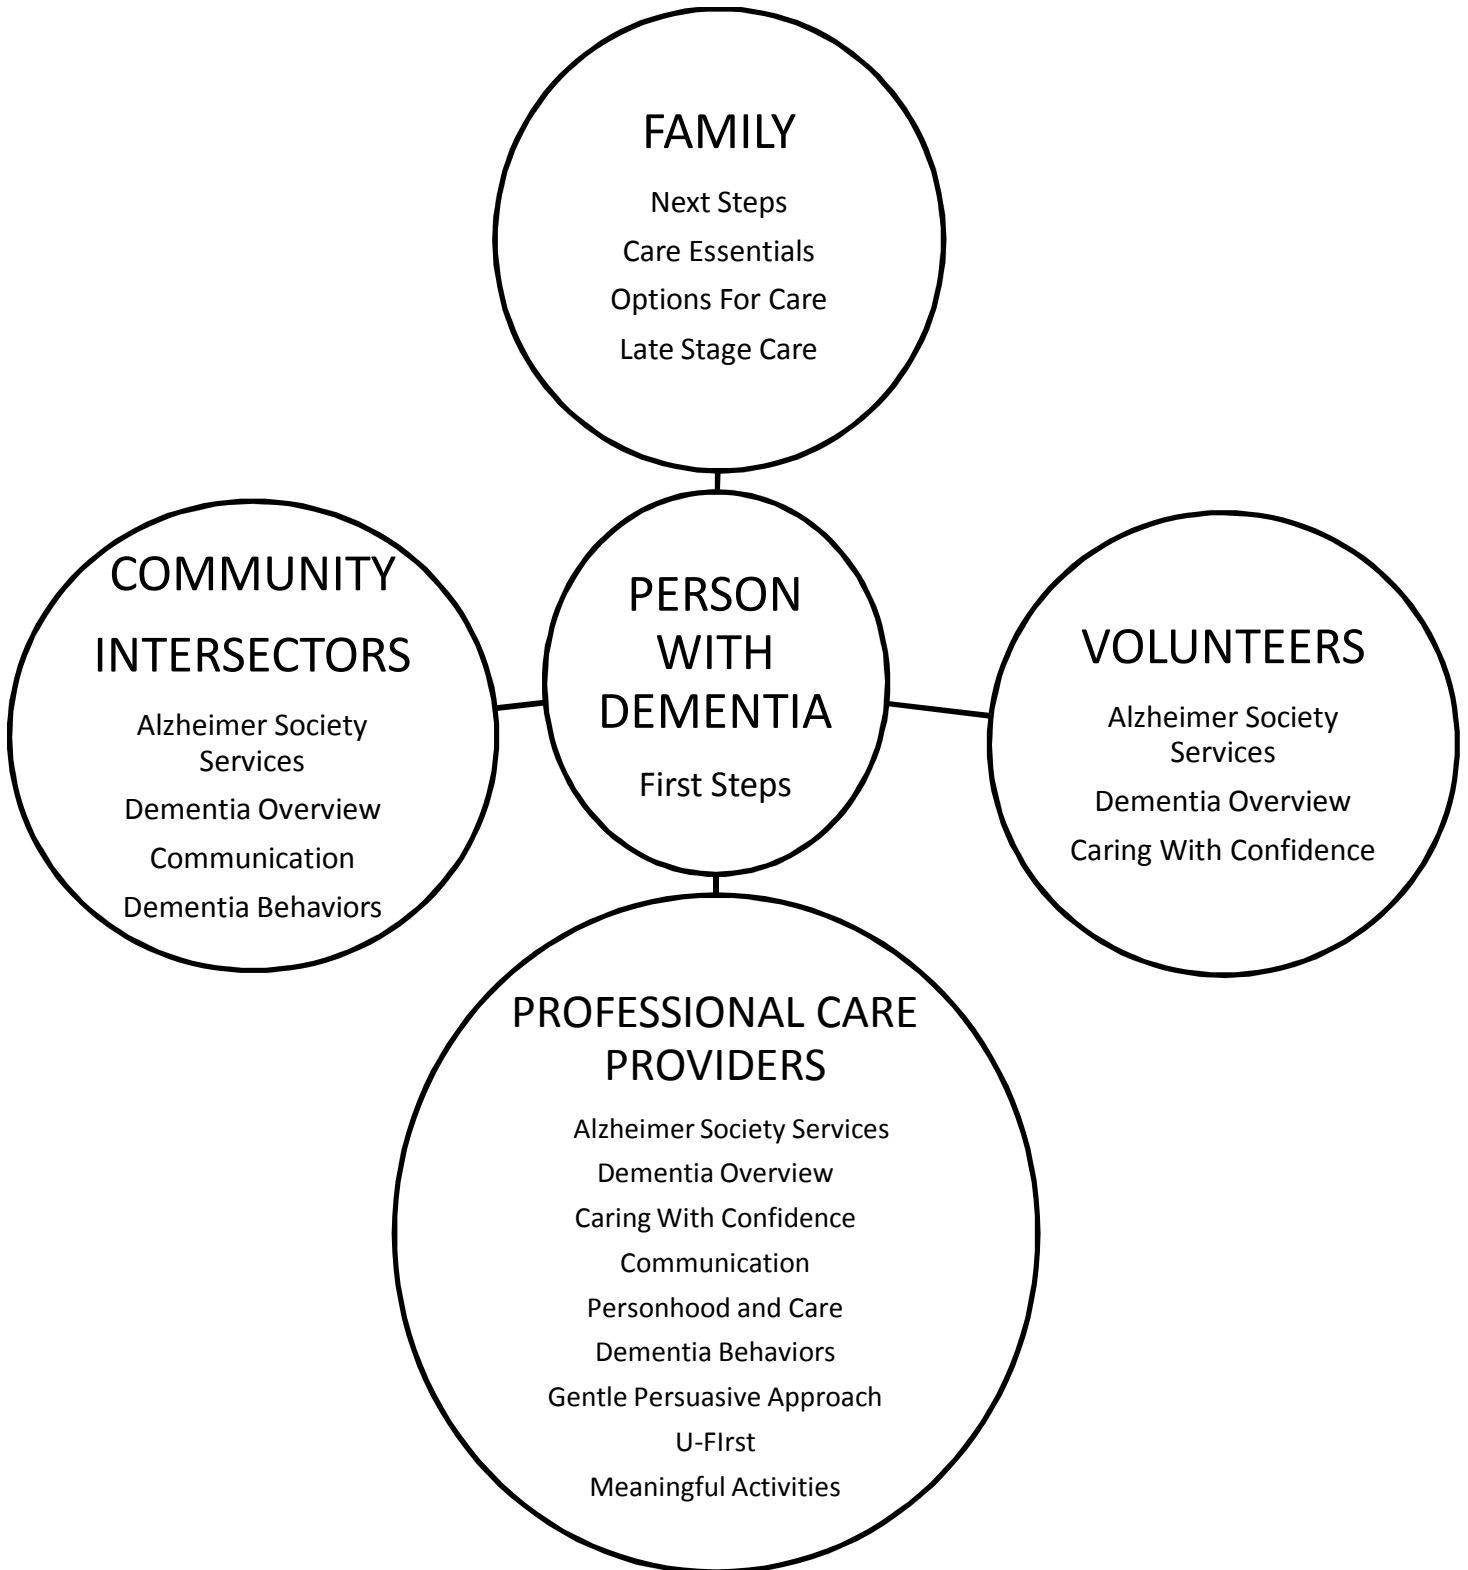 FAMILY
Next Steps
Care Essentials
Options For Care
Late Stage Care
COMMUNITY
INTERSECTORS
Alzheimer Society
Services
Dementia Overview
Communication
Dementia Behaviors
PERSON
WITH
DEMENTIA
First Steps
VOLUNTEERS
Alzheimer Society
Services
Dementia Overview
Caring With Confidence
PROFESSIONAL CARE
PROVIDERS
Alzheimer Society Services
Dementia Overview
Caring With Confidence
Communication
Personhood and Care
Dementia Behaviors
Gentle Persuasive Approach
U-FIrst
Meaningful Activities